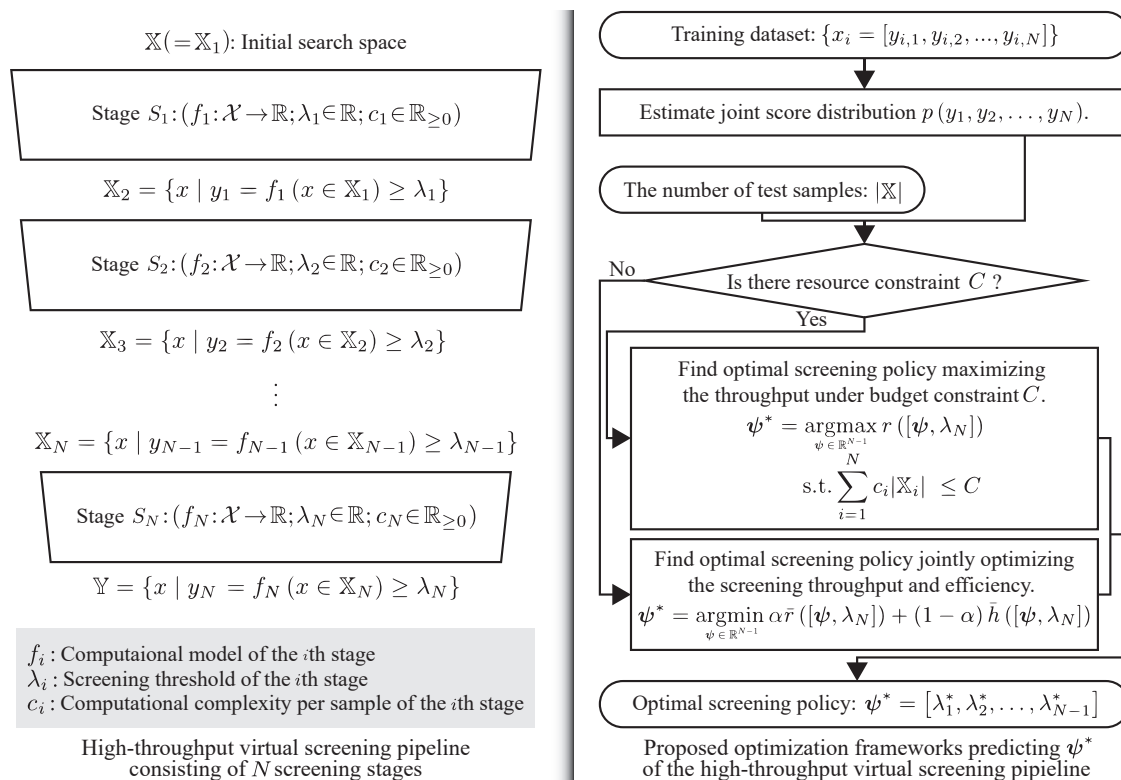 𝕏(=𝕏₁): Initial search space
Stage S₁:(f₁:𝒳→ℝ;λ₁∈ℝ;c₁∈ℝ≥0)
𝕏₂ = {x | y₁ = f₁ (x ∈ 𝕏₁) ≥ λ₁}
Stage S₂:(f₂:𝒳→ℝ;λ₂∈ℝ;c₂∈ℝ≥0)
𝕏₃ = {x | y₂ = f₂ (x ∈ 𝕏₂) ≥ λ₂}
⋮
𝕏_N = {x | y_{N−1} = f_{N−1} (x ∈ 𝕏_{N−1}) ≥ λ_{N−1}}
Stage S_N:(f_N:𝒳→ℝ;λ_N∈ℝ;c_N∈ℝ≥0)
𝕐 = {x | y_N = f_N (x ∈ 𝕏_N) ≥ λ_N}
f_i : Computaional model of the ith stage
λ_i : Screening threshold of the ith stage
c_i : Computational complexity per sample of the ith stage
High-throughput virtual screening pipeline
consisting of N screening stages
Training dataset: {x_i = [y_{i,1}, y_{i,2}, ..., y_{i,N}]}
Estimate joint score distribution p (y₁, y₂, . . . , y_N).
The number of test samples: |𝕏|
Is there resource constraint C ?
No
Yes
Find optimal screening policy maximizing
the throughput under budget constraint C.
ψ* = argmax_{ψ∈ℝ^{N−1}} r ([ψ, λ_N])
s.t. ∑_{i=1}^{N} c_i|𝕏_i| ≤ C
Find optimal screening policy jointly optimizing
the screening throughput and efficiency.
ψ* = argmin_{ψ∈ℝ^{N−1}} αr̄ ([ψ, λ_N]) + (1 − α) h̄ ([ψ, λ_N])
Optimal screening policy: ψ* = [λ₁*, λ₂*, . . . , λ*_{N−1}]
Proposed optimization frameworks predicting ψ*
of the high-throughput virtual screening pipieline